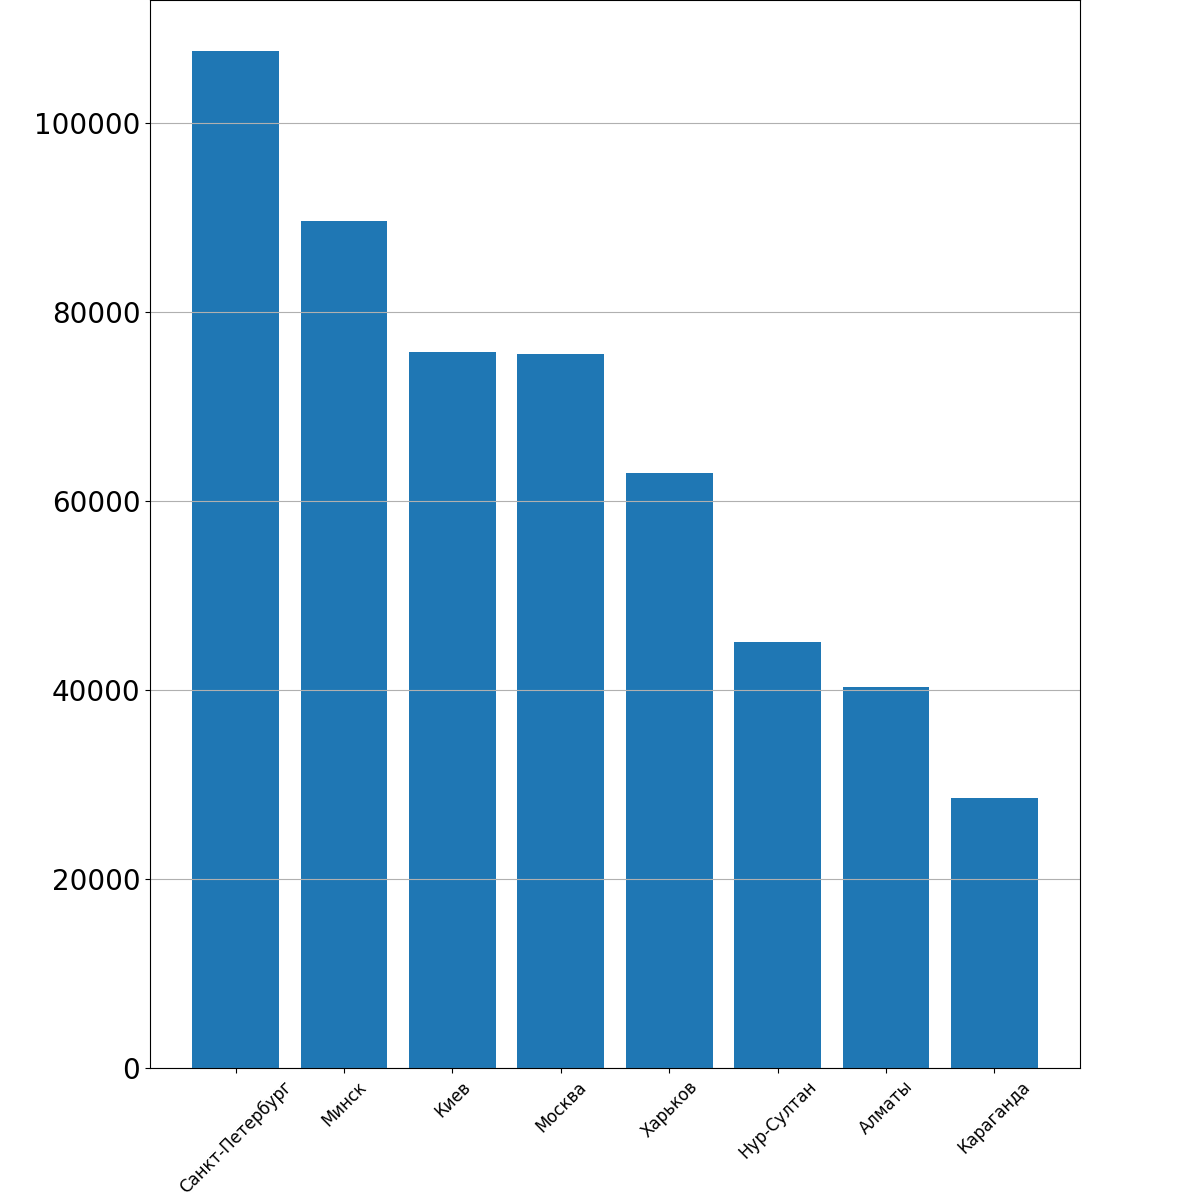 100000
80000
60000
40000
20000
0
Санкт-Петербург
Минск
Киев
Москва
Харьков
Нур-Султан
Алматы
Караганда